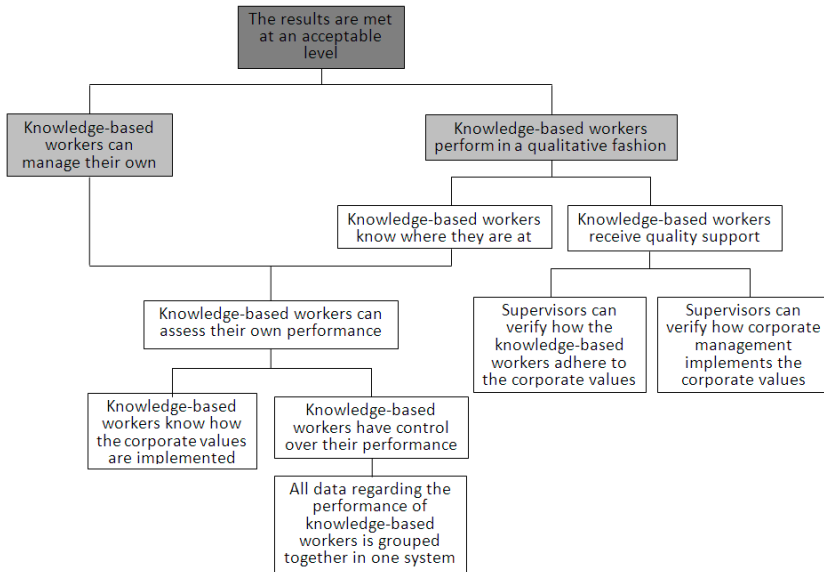 The results are met
at an acceptable
level
Knowledge-based
workers can
manage their own
Knowledge-based workers
perform in a qualitative fashion
Knowledge-based workers
know where they are at
Knowledge-based workers
receive quality support
Knowledge-based workers can
assess their own performance
Supervisors can
verify how the
knowledge-based
workers adhere to
the corporate values
Supervisors can
verify how corporate
management
implements the
corporate values
Knowledge-based
workers know how
the corporate values
are implemented
Knowledge-based
workers have control
over their performance
All data regarding the
performance of
knowledge-based
workers is grouped
together in one system